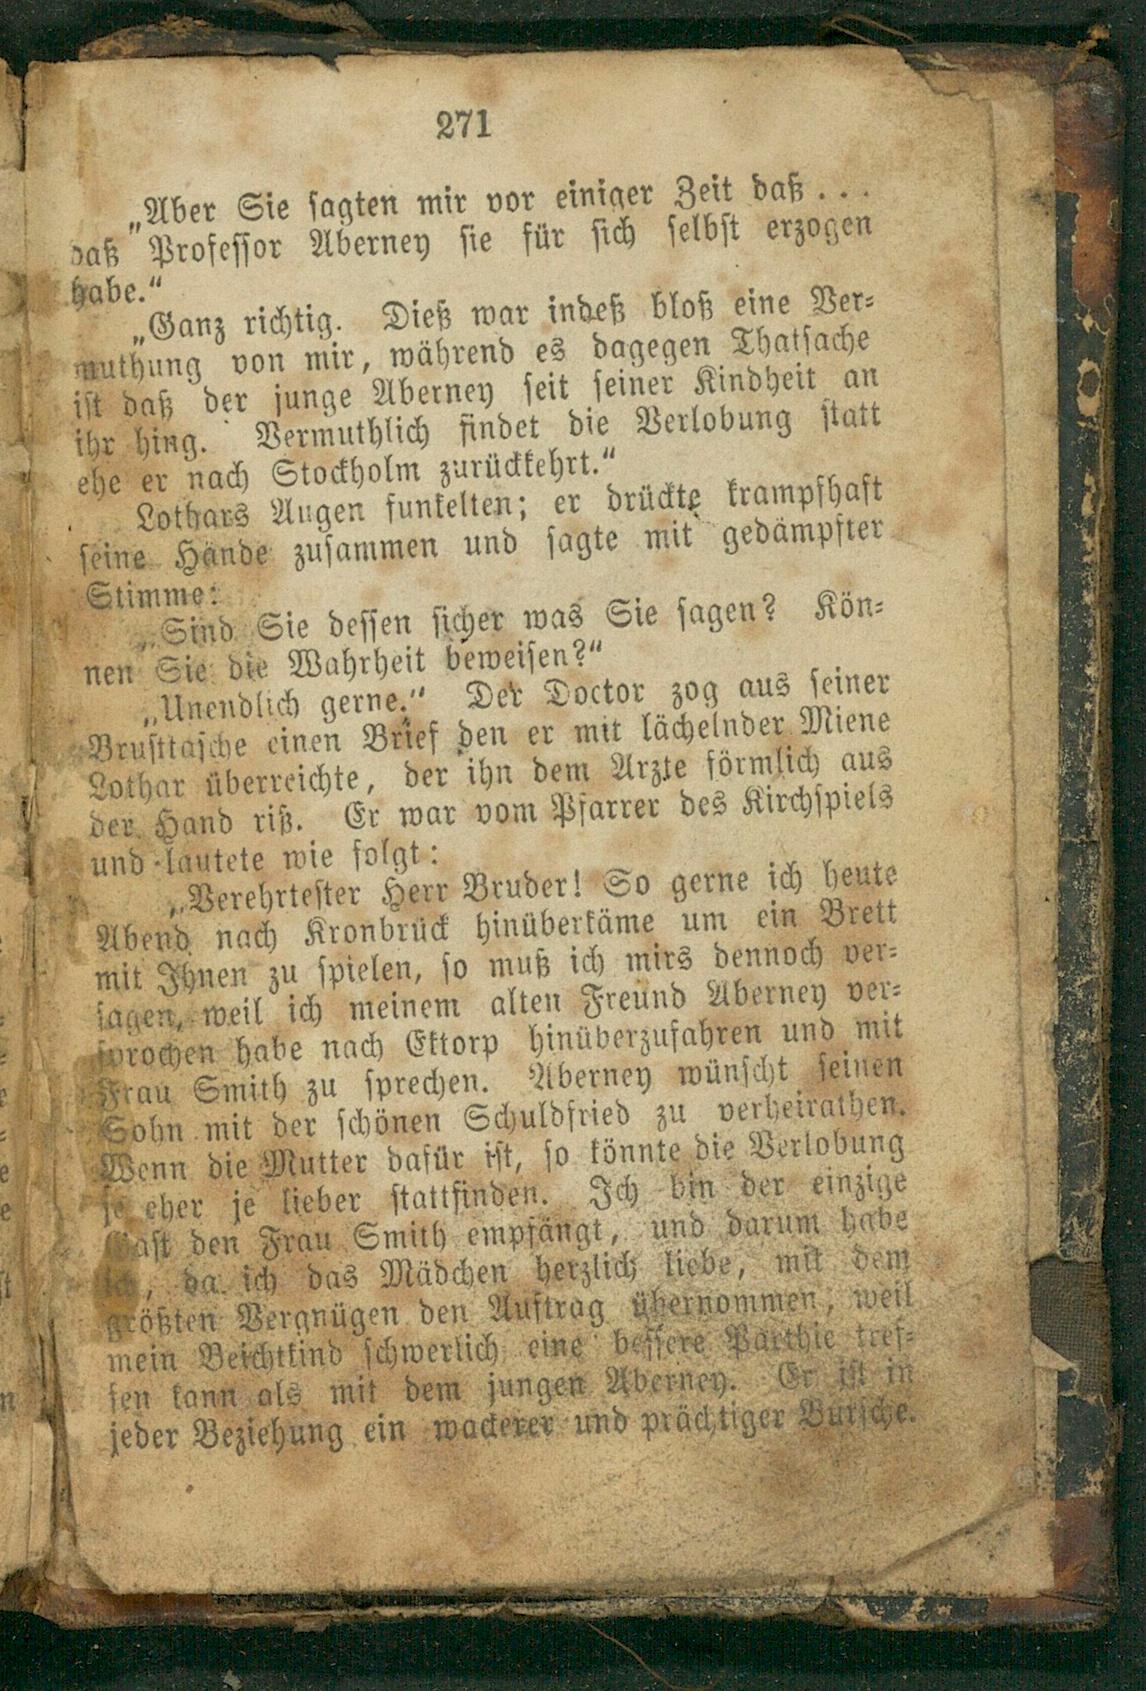 271
„Aber Sie sagten mir vor einiger Zeit daß . . .
daß Professor Aberney sie für sich selbst erzogen
habe.“
„Ganz richtig. Dieß war indeß bloß eine Ver-
muthung von mir, während es dagegen Thatsache
ist daß der junge Aberney seit seiner Kindheit an
ihr hing. Vermuthlich findet die Verlobung statt
ehe er nach Stockholm zurückkehrt.“
Lothars Augen funkelten; er drückte krampfhaft
seine Hände zusammen und sagte mit gedämpfter
Stimme:
„Sind Sie dessen sicher was Sie sagen? Kön-
nen Sie die Wahrheit beweisen?“
„Unendlich gerne.“ Der Doctor zog aus seiner
Brusttasche einen Brief den er mit lächelnder Miene
Lothar überreichte, der ihn dem Arzte förmlich aus
der Hand riß. Er war vom Pfarrer des Kirchspiels
und lautete wie folgt:
„Verehrtester Herr Bruder! So gerne ich heute
Abend nach Kronbrück hinüberkäme um ein Brett
mit Ihnen zu spielen, so muß ich mirs dennoch ver-
sagen, weil ich meinem alten Freund Aberney ver-
sprochen habe nach Ektorp hinüberzufahren und mit
Frau Smith zu sprechen. Aberney wünscht seinen
Sohn mit der schönen Schuldfried zu verheirathen.
Wenn die Mutter dafür ist, so könnte die Verlobung
je eher je lieber stattfinden. Ich bin der einzige
Gast den Frau Smith empfängt, und darum habe
ich, da ich das Mädchen herzlich liebe, mit dem
größten Vergnügen den Auftrag übernommen, weil
mein Beichtkind schwerlich eine bessere Parthie tref-
fen kann als mit dem jungen Aberney. Er ist in
jeder Beziehung ein wackerer und prächtiger Bursche.